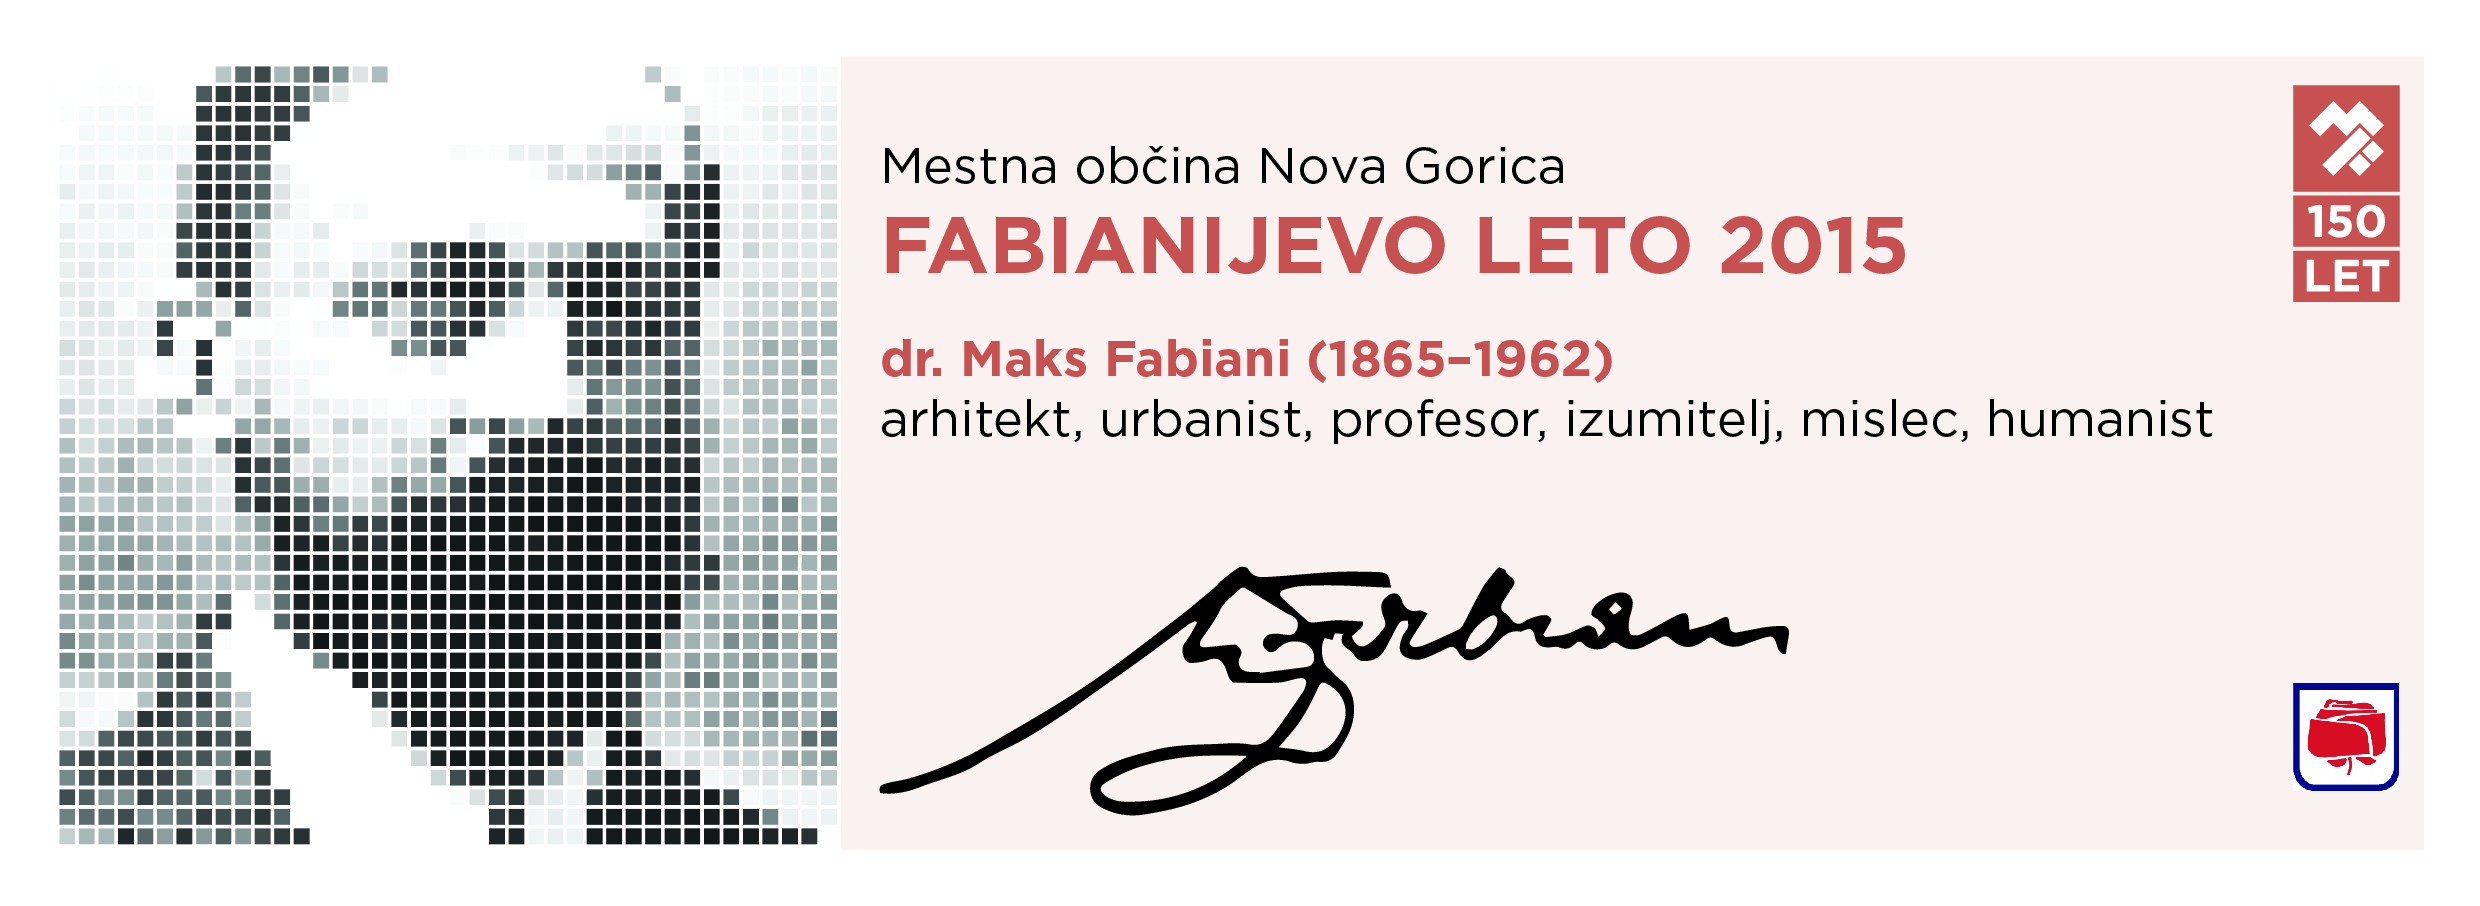 Mestna občina Nova Gorica
FABIANIJEVO LETO 2015
dr. Maks Fabiani (1865–1962)
arhitekt, urbanist, profesor, izumitelj, mislec, humanist
Fabiani
150
LET